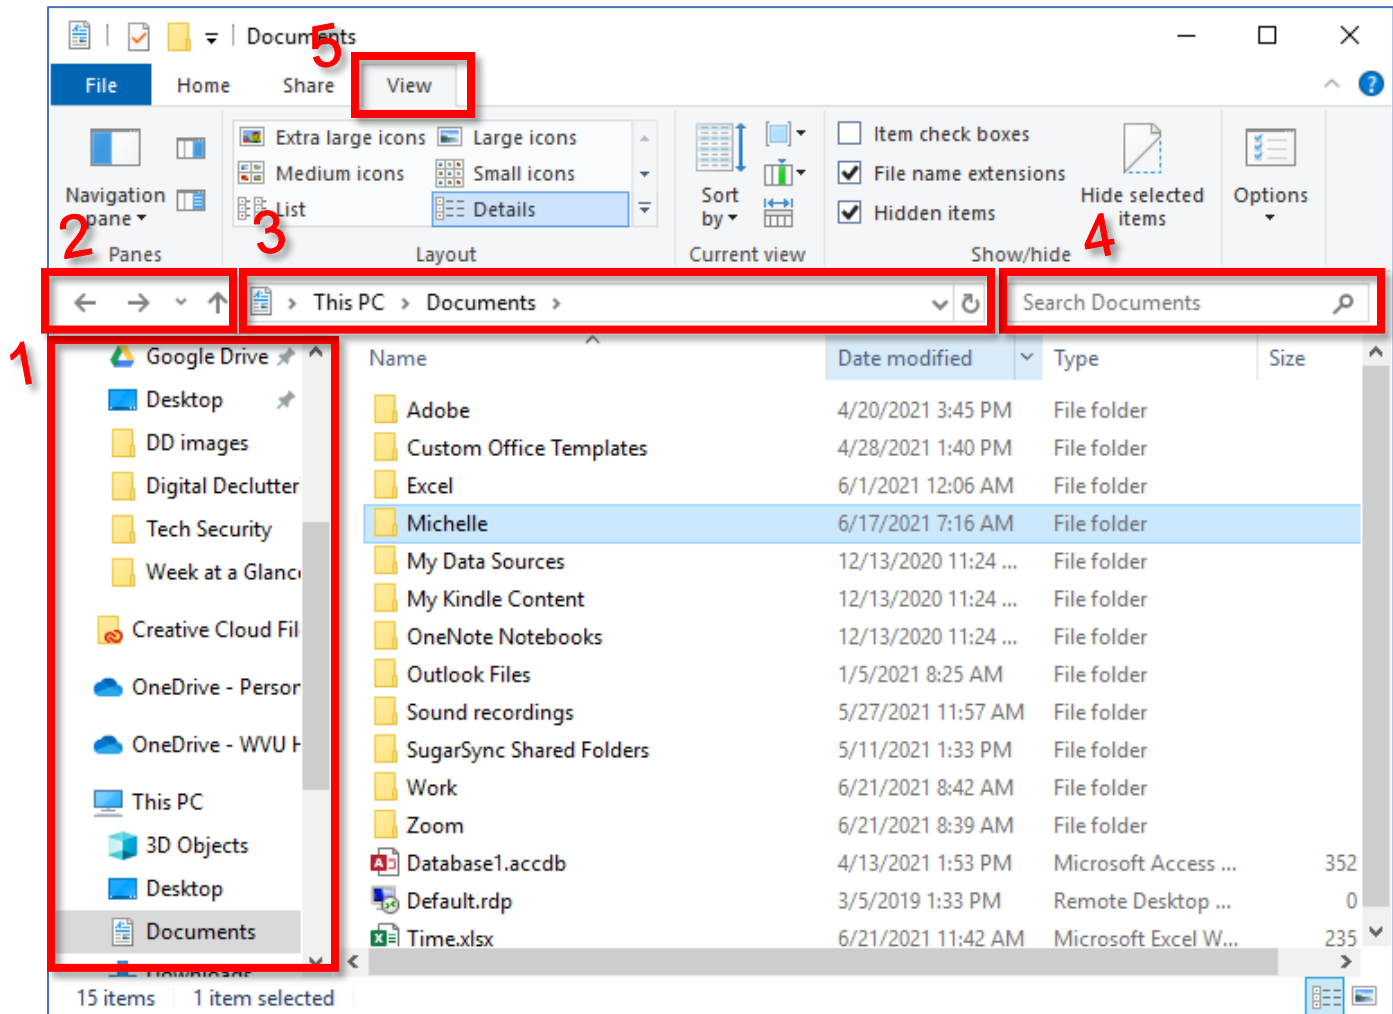 Documents
5
File Home Share View
Extra large icons Large icons
Item check boxes
Medium icons Small icons
File name extensions
Navigation pane
List Details
Sort by
Hidden items
Hide selected items
Options
2 3 4
Panes Layout Current view Show/hide
This PC Documents
Search Documents
1
Google Drive
Desktop
DD images
Digital Declutter
Tech Security
Week at a Glanc
Creative Cloud Fil
OneDrive - Person
OneDrive - WVU H
This PC
3D Objects
Desktop
Documents
Downloads
Name Date modified Type Size
Adobe 4/20/2021 3:45 PM File folder
Custom Office Templates 4/28/2021 1:40 PM File folder
Excel 6/1/2021 12:06 AM File folder
Michelle 6/17/2021 7:16 AM File folder
My Data Sources 12/13/2020 11:24 ... File folder
My Kindle Content 12/13/2020 11:24 ... File folder
OneNote Notebooks 12/13/2020 11:24 ... File folder
Outlook Files 1/5/2021 8:25 AM File folder
Sound recordings 5/27/2021 11:57 AM File folder
SugarSync Shared Folders 5/11/2021 1:33 PM File folder
Work 6/21/2021 8:42 AM File folder
Zoom 6/21/2021 8:39 AM File folder
Database1.accdb 4/13/2021 1:53 PM Microsoft Access ... 352
Default.rdp 3/5/2019 1:33 PM Remote Desktop ... 0
Time.xlsx 6/21/2021 11:42 AM Microsoft Excel W... 235
15 items 1 item selected